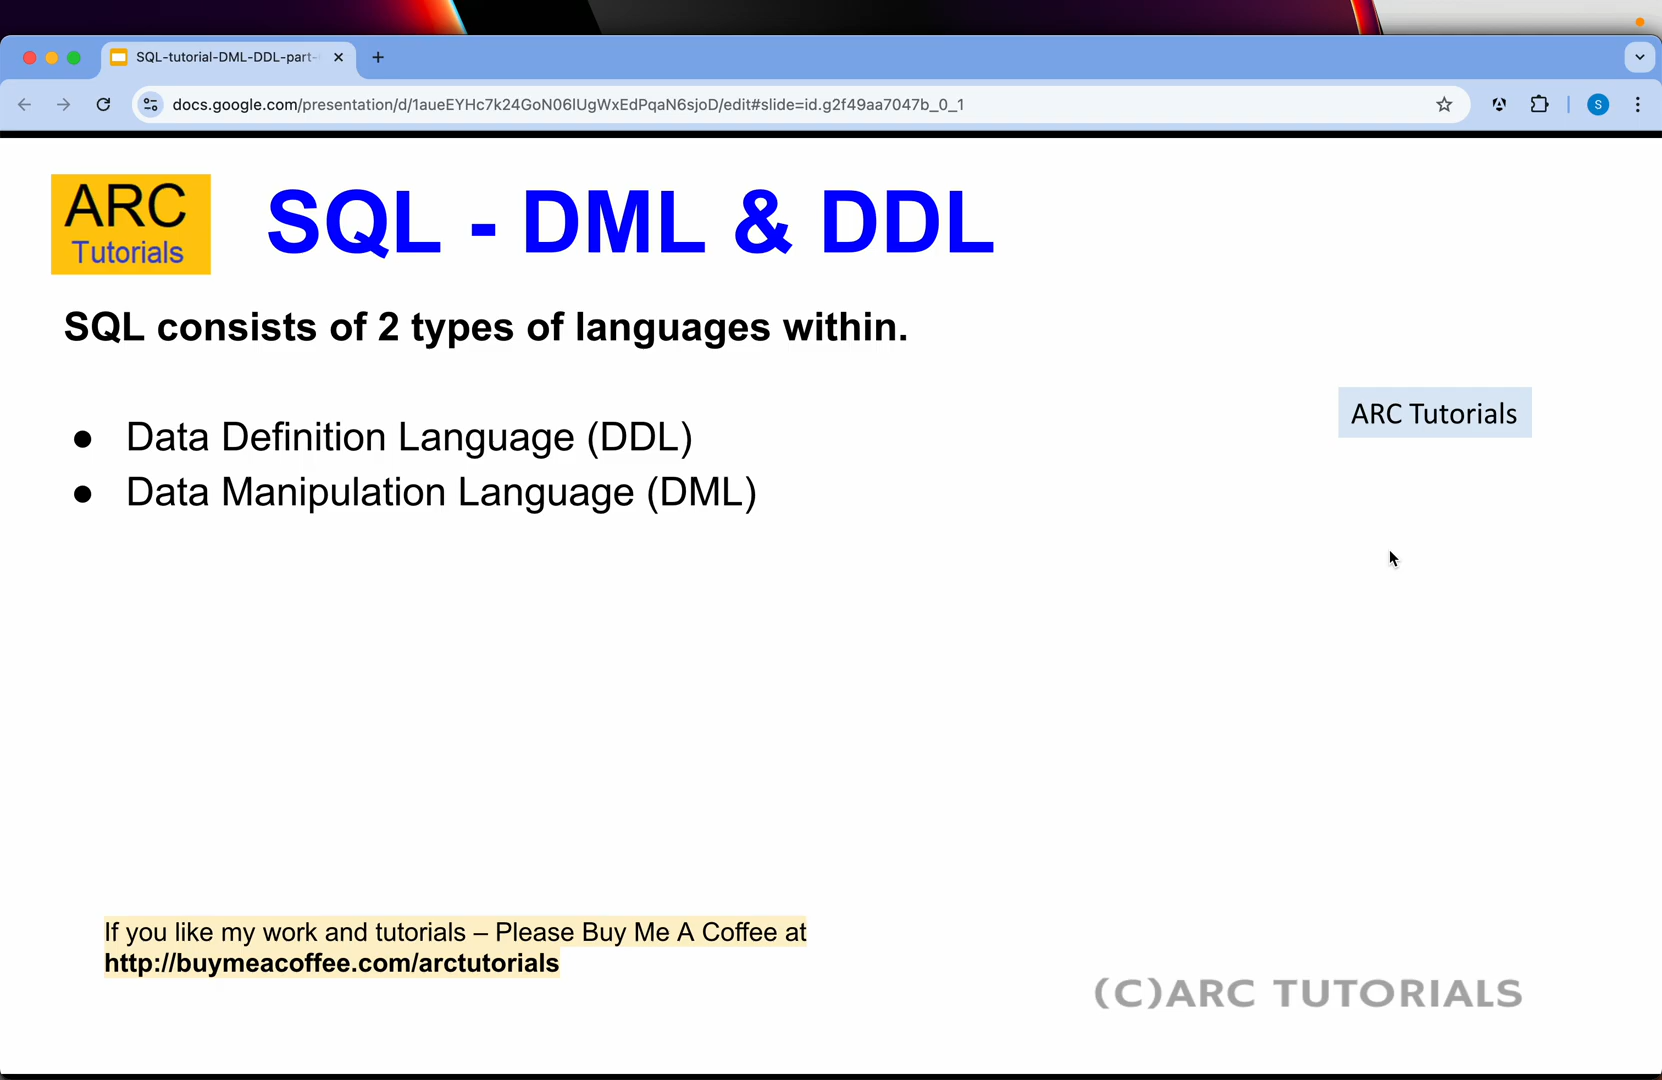 SQL-tutorial-DML-DDL-part-
docs.google.com/presentation/d/1aueEYHc7k24GoN06lUgWxEdPqaN6sjoD/edit#slide=id.g2f49aa7047b_0_1
S
ARC
Tutorials
SQL - DML & DDL
SQL consists of 2 types of languages within.
● Data Definition Language (DDL)
● Data Manipulation Language (DML)
ARC Tutorials
If you like my work and tutorials – Please Buy Me A Coffee at
http://buymeacoffee.com/arctutorials
(C)ARC TUTORIALS